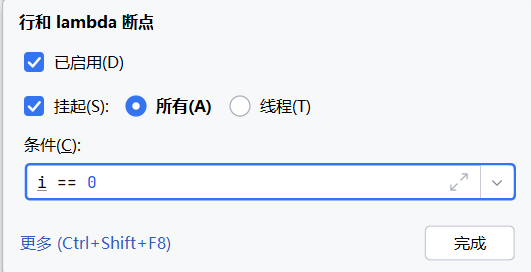 行和 lambda 断点
已启用(D)
挂起(S): 所有(A) 线程(T)
条件(C):
i == 0
更多 (Ctrl+Shift+F8) 完成